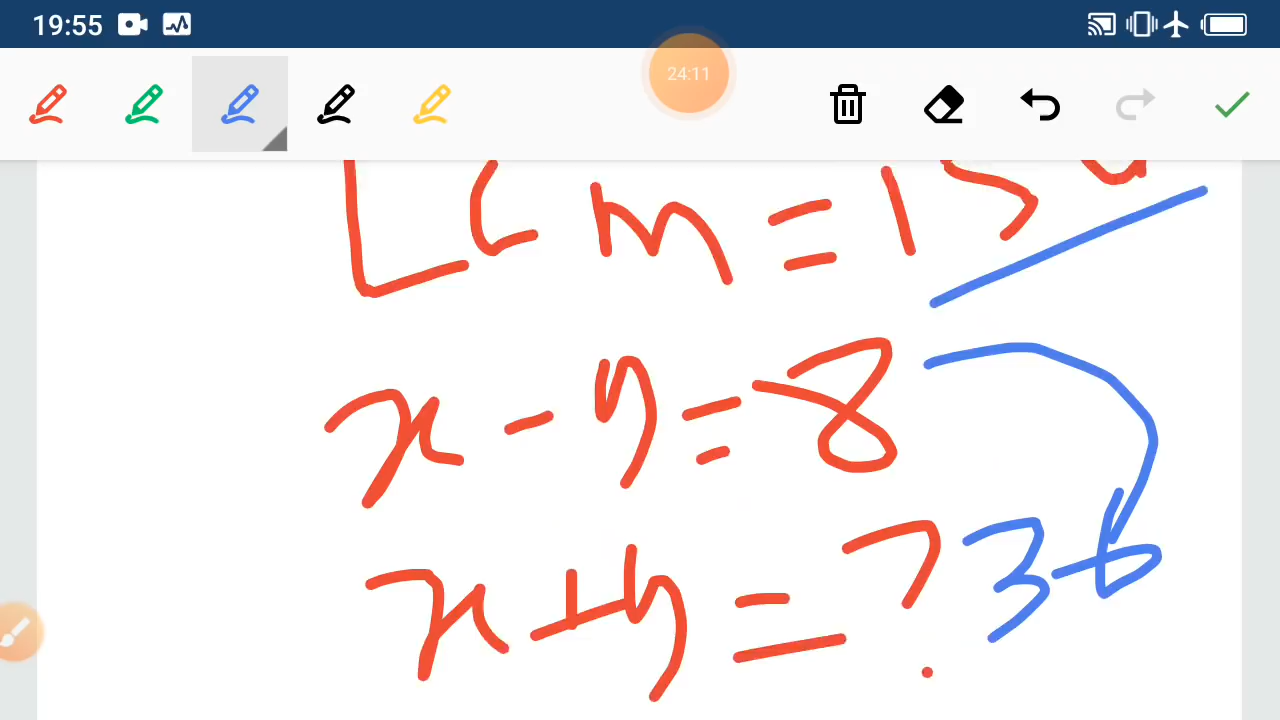 19:55
24:11
LCm = 15
x - y = 8
x + y = ? 36